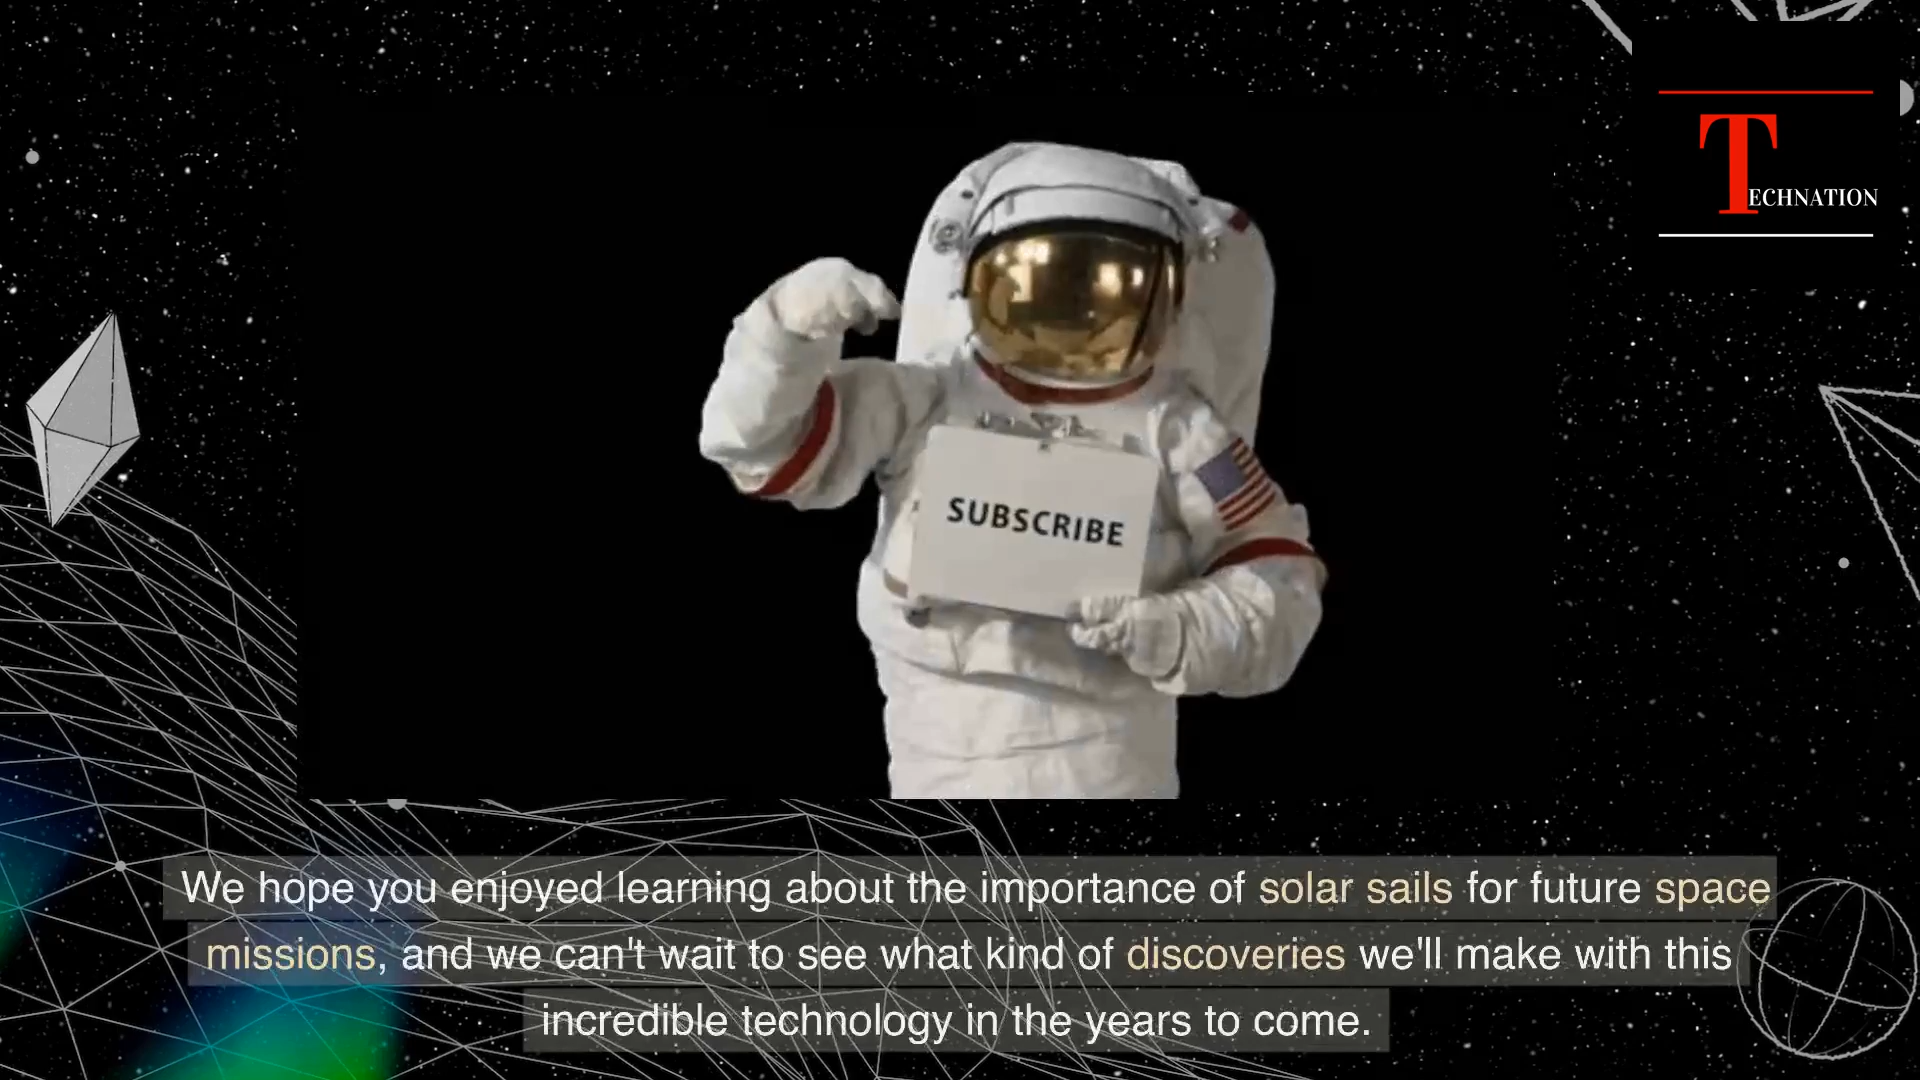 TECHNATION
SUBSCRIBE
We hope you enjoyed learning about the importance of solar sails for future space
missions, and we can't wait to see what kind of discoveries we'll make with this
incredible technology in the years to come.